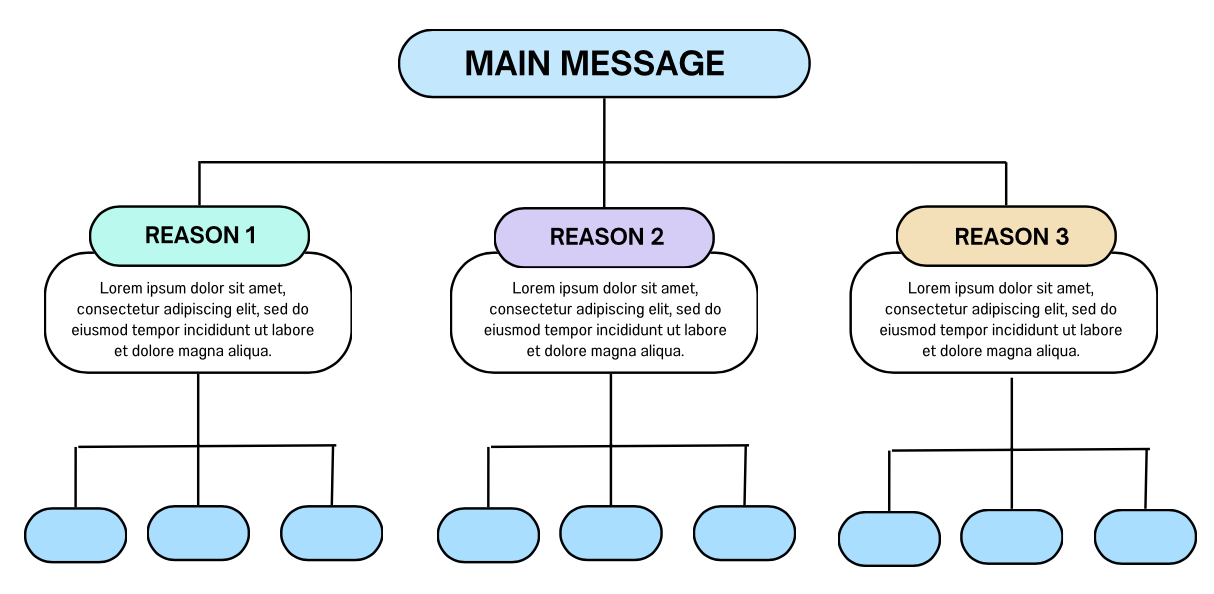 MAIN MESSAGE
REASON 1
Lorem ipsum dolor sit amet,
consectetur adipiscing elit, sed do
eiusmod tempor incididunt ut labore
et dolore magna aliqua.
REASON 2
Lorem ipsum dolor sit amet,
consectetur adipiscing elit, sed do
eiusmod tempor incididunt ut labore
et dolore magna aliqua.
REASON 3
Lorem ipsum dolor sit amet,
consectetur adipiscing elit, sed do
eiusmod tempor incididunt ut labore
et dolore magna aliqua.